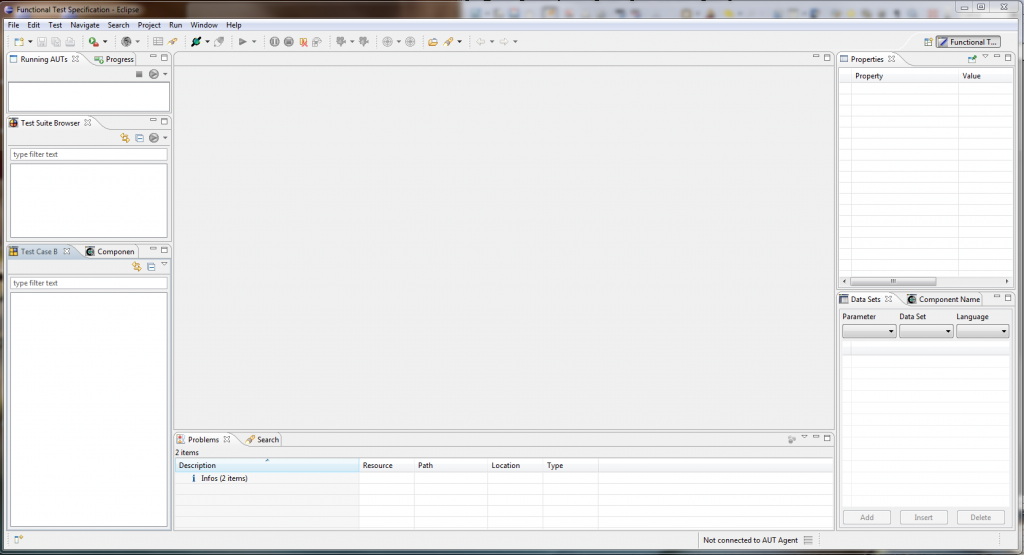 Functional Test Specification - Eclipse
File Edit Test Navigate Search Project Run Window Help
Functional T...
Running AUTs
Progress
Test Suite Browser
type filter text
Test Case B
Componen
type filter text
Problems
Search
2 items
Description Resource Path Location Type
i Infos (2 items)
Properties
Property Value
Data Sets
Component Name
Parameter Data Set Language
Add Insert Delete
Not connected to AUT Agent